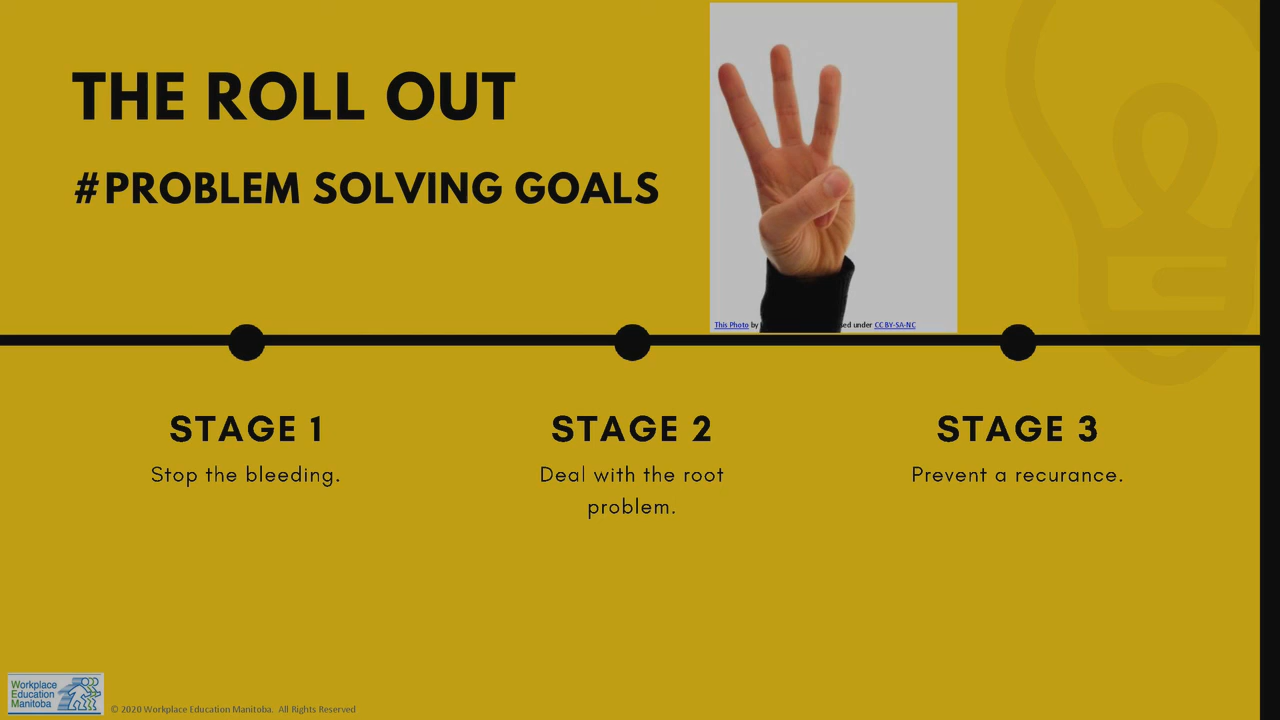 THE ROLL OUT
#PROBLEM SOLVING GOALS
This Photo by
ed under CC BY-SA-NC
STAGE 1
Stop the bleeding.
STAGE 2
Deal with the root
problem.
STAGE 3
Prevent a recurance.
Workplace
Education
Manitoba
© 2020 Workplace Education Manitoba. All Rights Reserved